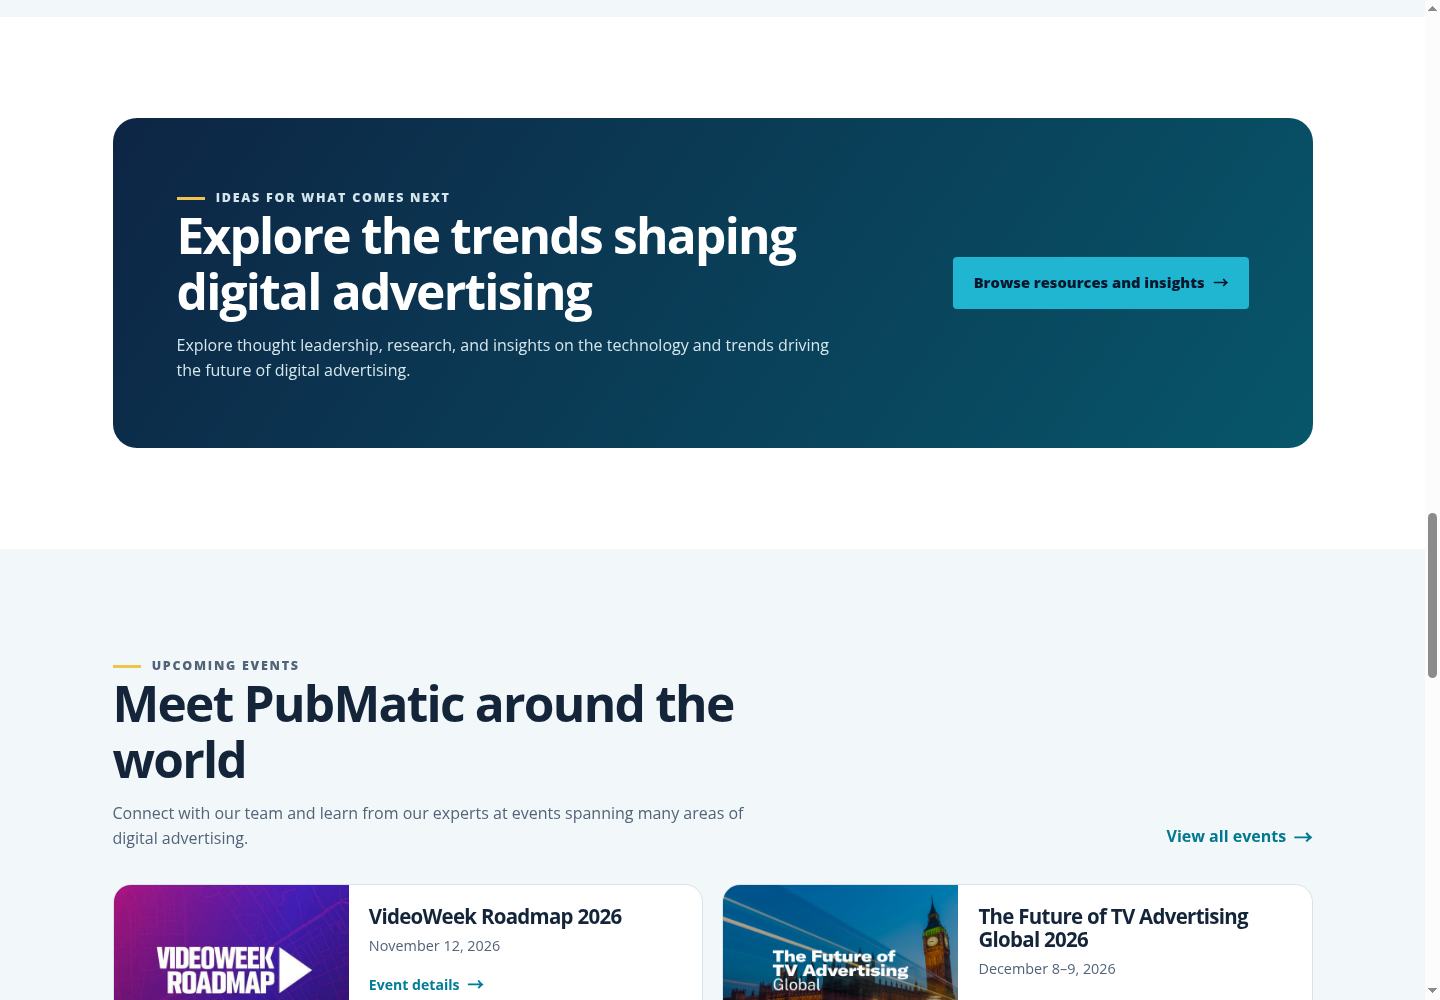 IDEAS FOR WHAT COMES NEXT
Explore the trends shaping
digital advertising
Explore thought leadership, research, and insights on the technology and trends driving
the future of digital advertising.
Browse resources and insights →
UPCOMING EVENTS
Meet PubMatic around the
world
Connect with our team and learn from our experts at events spanning many areas of
digital advertising.
View all events →
VIDEOWEEK
ROADMAP
VideoWeek Roadmap 2026
November 12, 2026
Event details →
The Future of
TV Advertising
Global
The Future of TV Advertising
Global 2026
December 8–9, 2026